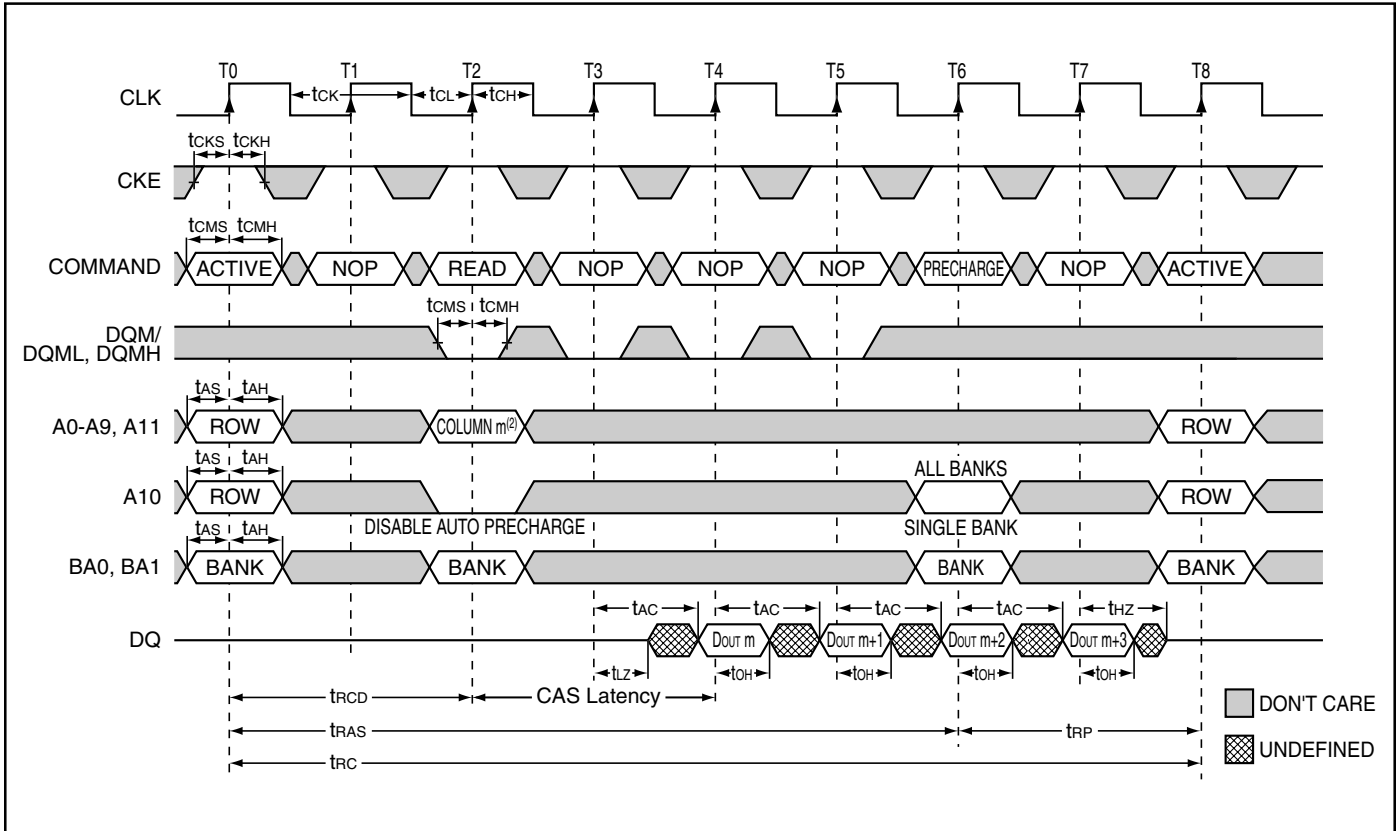 T0 T1 T2 T3 T4 T5 T6 T7 T8
CLK tCK tCL tCH
tCKS tCKH
CKE
tCMS tCMH
COMMAND ACTIVE NOP READ NOP NOP NOP PRECHARGE NOP ACTIVE
tCMS tCMH
DQM/
DQML, DQMH
tAS tAH
A0-A9, A11 ROW COLUMN m(2) ROW
tAS tAH ALL BANKS
A10 ROW ROW
DISABLE AUTO PRECHARGE SINGLE BANK
tAS tAH
BA0, BA1 BANK BANK BANK BANK
tAC tAC tAC tAC tHZ
DQ DOUT m DOUT m+1 DOUT m+2 DOUT m+3
tLZ tOH tOH tOH tOH
tRCD CAS Latency
DON'T CARE
tRAS tRP
UNDEFINED
tRC